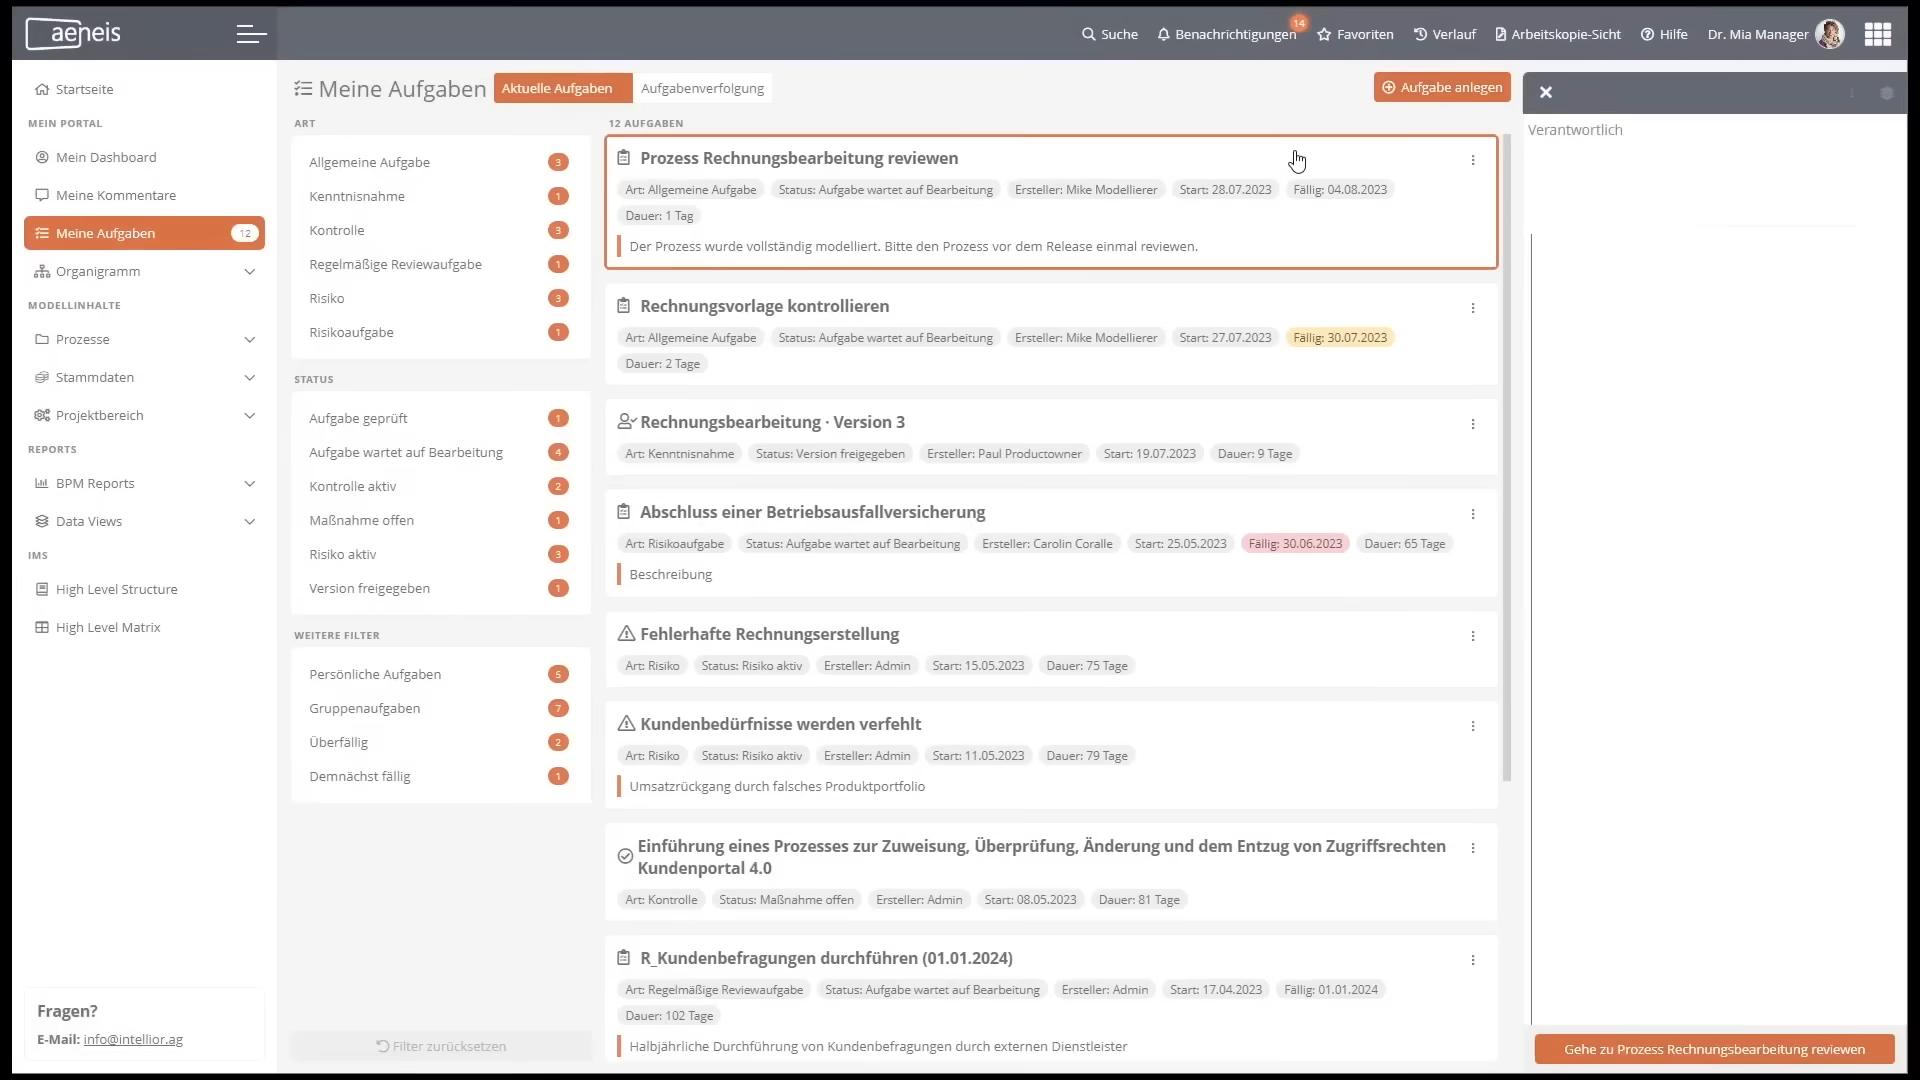 aeneis
Suche
Benachrichtigungen
14
Favoriten
Verlauf
Arbeitskopie-Sicht
Hilfe
Dr. Mia Manager
Startseite
MEIN PORTAL
Mein Dashboard
Meine Kommentare
Meine Aufgaben
12
Organigramm
MODELLINHALTE
Prozesse
Stammdaten
Projektbereich
REPORTS
BPM Reports
Data Views
IMS
High Level Structure
High Level Matrix
Fragen?
E-Mail: info@intellior.ag
Meine Aufgaben
Aktuelle Aufgaben
Aufgabenverfolgung
Aufgabe anlegen
ART
Allgemeine Aufgabe 3
Kenntnisnahme 1
Kontrolle 3
Regelmäßige Reviewaufgabe 1
Risiko 3
Risikoaufgabe 1
STATUS
Aufgabe geprüft 1
Aufgabe wartet auf Bearbeitung 4
Kontrolle aktiv 2
Maßnahme offen 1
Risiko aktiv 3
Version freigegeben 1
WEITERE FILTER
Persönliche Aufgaben 5
Gruppenaufgaben 7
Überfällig 2
Demnächst fällig 1
Filter zurücksetzen
12 AUFGABEN
Prozess Rechnungsbearbeitung reviewen
Art: Allgemeine Aufgabe Status: Aufgabe wartet auf Bearbeitung Ersteller: Mike Modellierer Start: 28.07.2023 Fällig: 04.08.2023
Dauer: 1 Tag
Der Prozess wurde vollständig modelliert. Bitte den Prozess vor dem Release einmal reviewen.
Rechnungsvorlage kontrollieren
Art: Allgemeine Aufgabe Status: Aufgabe wartet auf Bearbeitung Ersteller: Mike Modellierer Start: 27.07.2023 Fällig: 30.07.2023
Dauer: 2 Tage
Rechnungsbearbeitung · Version 3
Art: Kenntnisnahme Status: Version freigegeben Ersteller: Paul Productowner Start: 19.07.2023 Dauer: 9 Tage
Abschluss einer Betriebsausfallversicherung
Art: Risikoaufgabe Status: Aufgabe wartet auf Bearbeitung Ersteller: Carolin Coralle Start: 25.05.2023 Fällig: 30.06.2023 Dauer: 65 Tage
Beschreibung
Fehlerhafte Rechnungserstellung
Art: Risiko Status: Risiko aktiv Ersteller: Admin Start: 15.05.2023 Dauer: 75 Tage
Kundenbedürfnisse werden verfehlt
Art: Risiko Status: Risiko aktiv Ersteller: Admin Start: 11.05.2023 Dauer: 79 Tage
Umsatzrückgang durch falsches Produktportfolio
Einführung eines Prozesses zur Zuweisung, Überprüfung, Änderung und dem Entzug von Zugriffsrechten
Kundenportal 4.0
Art: Kontrolle Status: Maßnahme offen Ersteller: Admin Start: 08.05.2023 Dauer: 81 Tage
R_Kundenbefragungen durchführen (01.01.2024)
Art: Regelmäßige Reviewaufgabe Status: Aufgabe wartet auf Bearbeitung Ersteller: Admin Start: 17.04.2023 Fällig: 01.01.2024
Dauer: 102 Tage
Halbjährliche Durchführung von Kundenbefragungen durch externen Dienstleister
Verantwortlich
Gehe zu Prozess Rechnungsbearbeitung reviewen